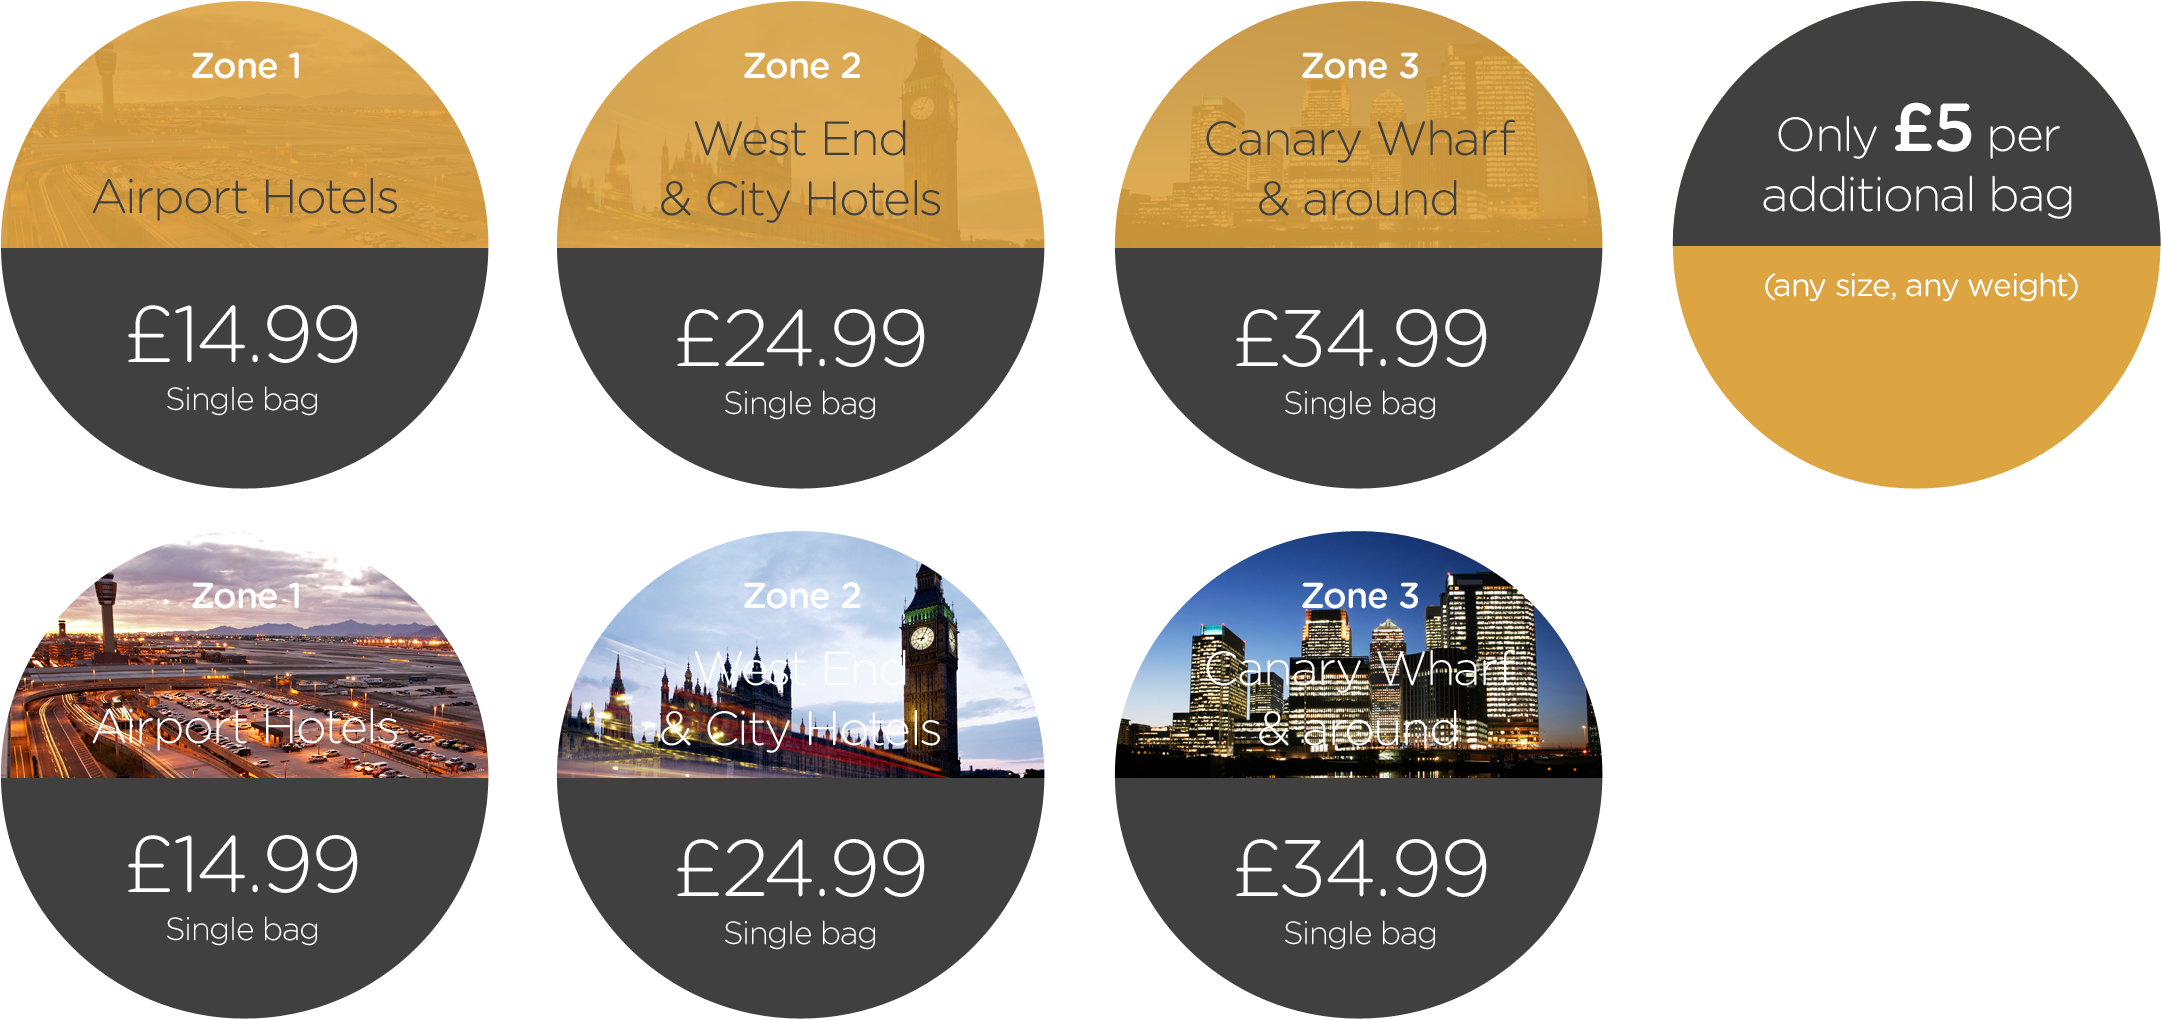 Zone 1
Airport Hotels
£14.99
Single bag
Zone 2
West End
& City Hotels
£24.99
Single bag
Zone 3
Canary Wharf
& around
£34.99
Single bag
Only £5 per
additional bag
(any size, any weight)
Zone 1
Airport Hotels
£14.99
Single bag
Zone 2
West End
& City Hotels
£24.99
Single bag
Zone 3
Canary Wharf
& around
£34.99
Single bag